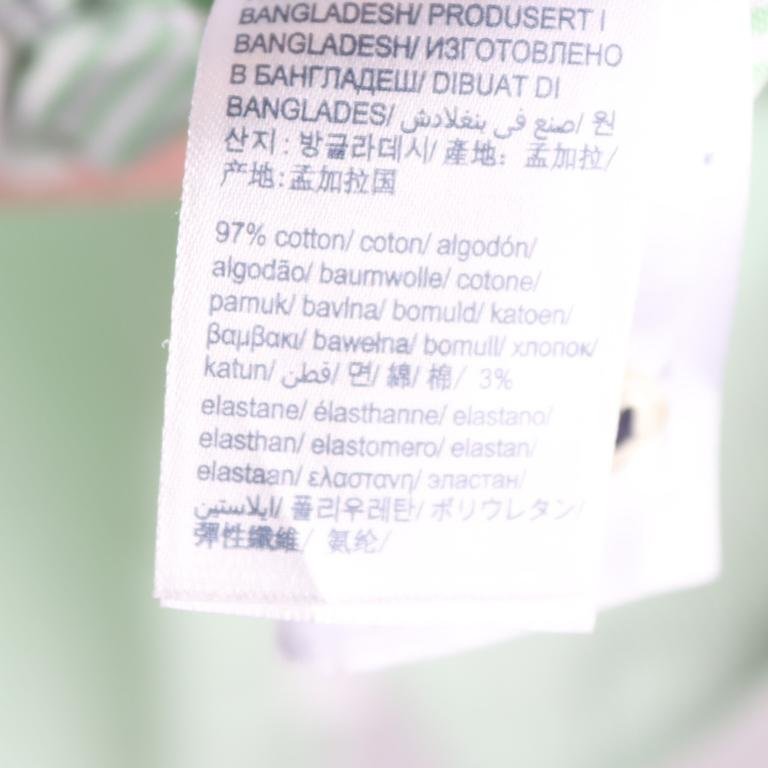 BANGLADESH/ PRODUSERT I
BANGLADESH/ ИЗГОТОВЛЕНО
В БАНГЛАДЕШ/ DIBUAT DI
BANGLADES/ صنع في بنغلادش/ 원
산지: 방글라데시/ 產地: 孟加拉/
产地:孟加拉国
97% cotton/ coton/ algodón/
algodão/ baumwolle/ cotone/
pamuk/ bavlna/ bomuld/ katoen/
βαμβακι/ bawełna/ bomull/ хлопок/
katun/ قطن/ 면/ 綿/ 棉/ 3%
elastane/ élasthanne/ elastano/
elasthan/ elastomero/ elastan/
elastaan/ ελαστανη/ эластан/
ايلاستين/ 폴리우레탄/ ポリウレタン/
彈性纖維/ 氨纶/